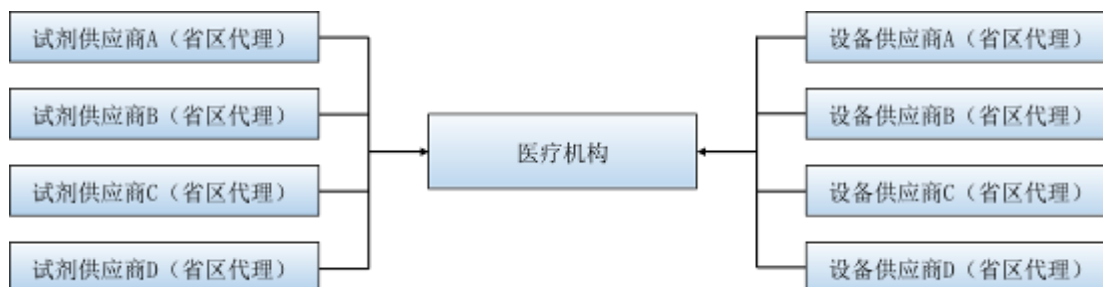 试剂供应商A（省区代理）
试剂供应商B（省区代理）
试剂供应商C（省区代理）
试剂供应商D（省区代理）
医疗机构
设备供应商A（省区代理）
设备供应商B（省区代理）
设备供应商C（省区代理）
设备供应商D（省区代理）